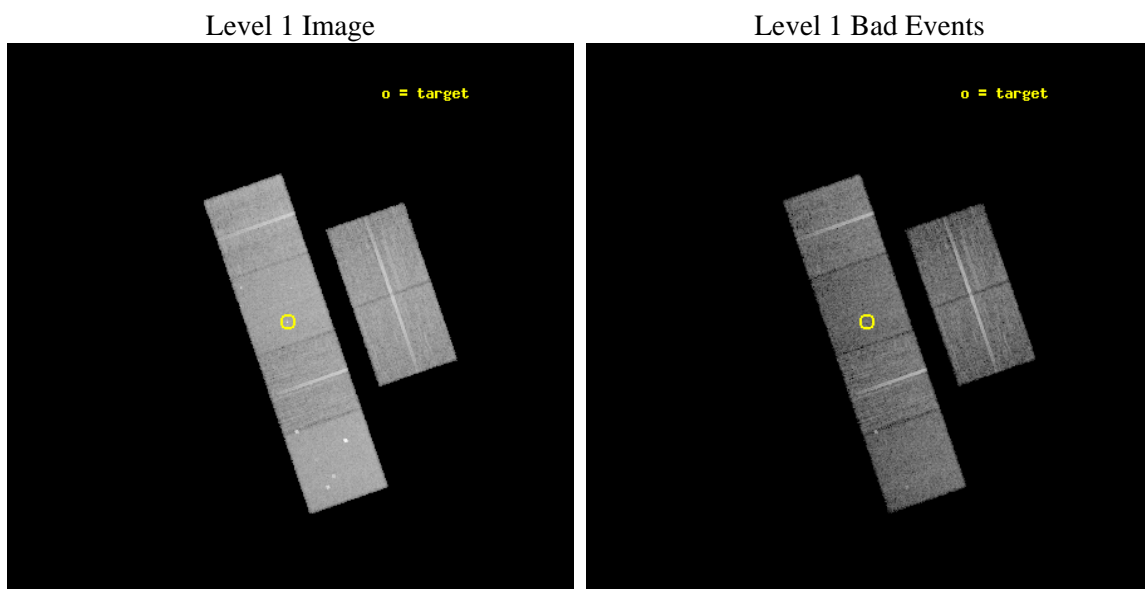 Level 1 Image
Level 1 Bad Events
o = target
o = target